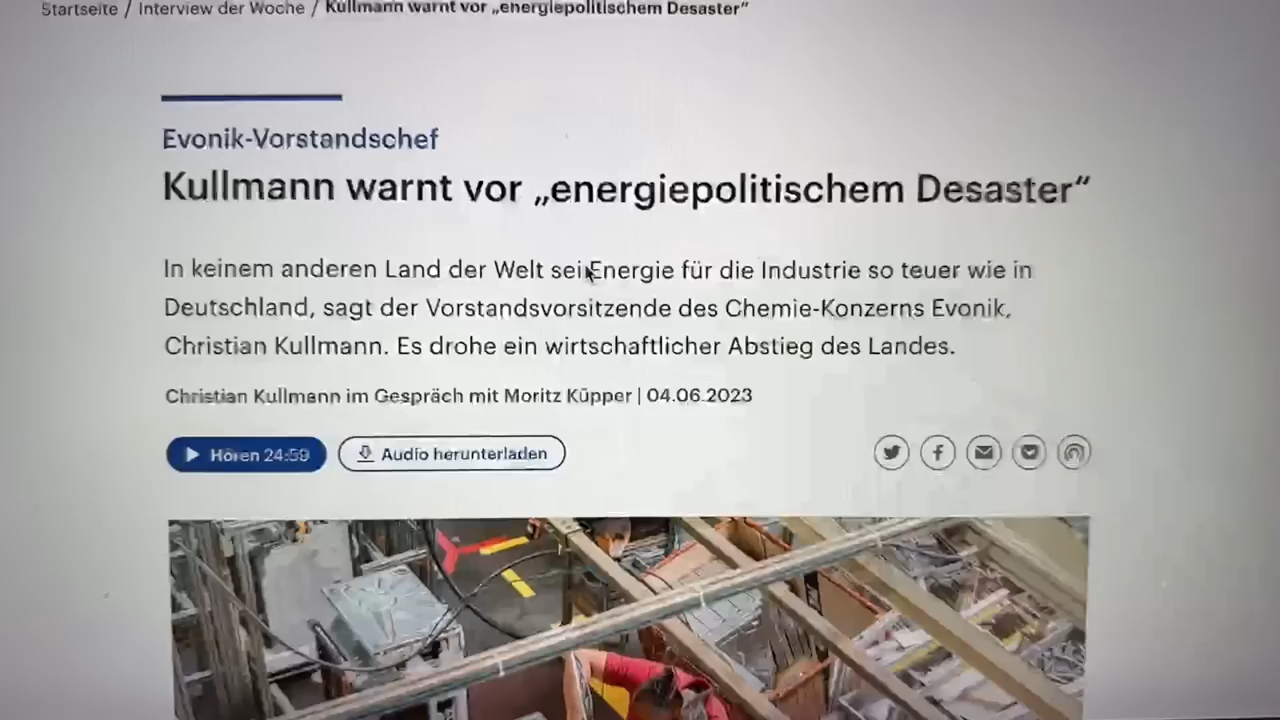 Startseite / Interview der Woche / Kullmann warnt vor „energiepolitischem Desaster“
Evonik-Vorstandschef
Kullmann warnt vor „energiepolitischem Desaster“
In keinem anderen Land der Welt sei Energie für die Industrie so teuer wie in
Deutschland, sagt der Vorstandsvorsitzende des Chemie-Konzerns Evonik,
Christian Kullmann. Es drohe ein wirtschaftlicher Abstieg des Landes.
Christian Kullmann im Gespräch mit Moritz Küpper | 04.06.2023
Hören 24:59
Audio herunterladen